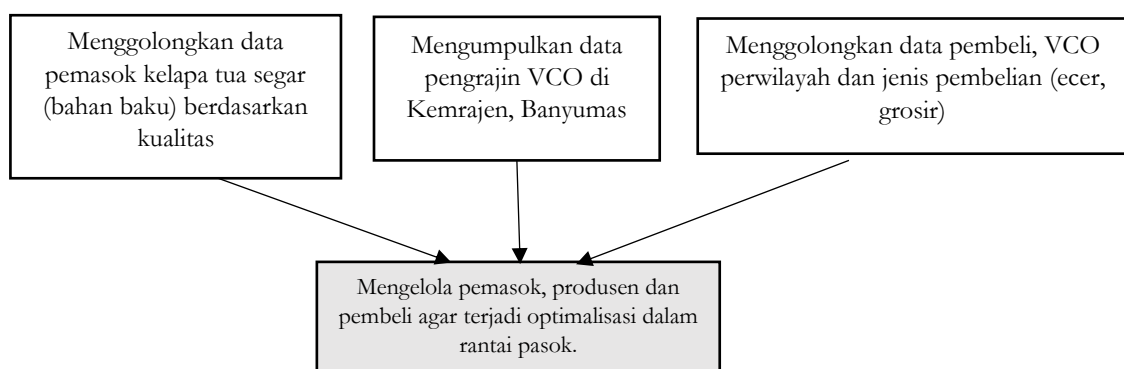 Menggolongkan data
pemasok kelapa tua segar
(bahan baku) berdasarkan
kualitas
Mengumpulkan data
pengrajin VCO di
Kemrajen, Banyumas
Menggolongkan data pembeli, VCO
perwilayah dan jenis pembelian (ecer,
grosir)
Mengelola pemasok, produsen dan
pembeli agar terjadi optimalisasi dalam
rantai pasok.